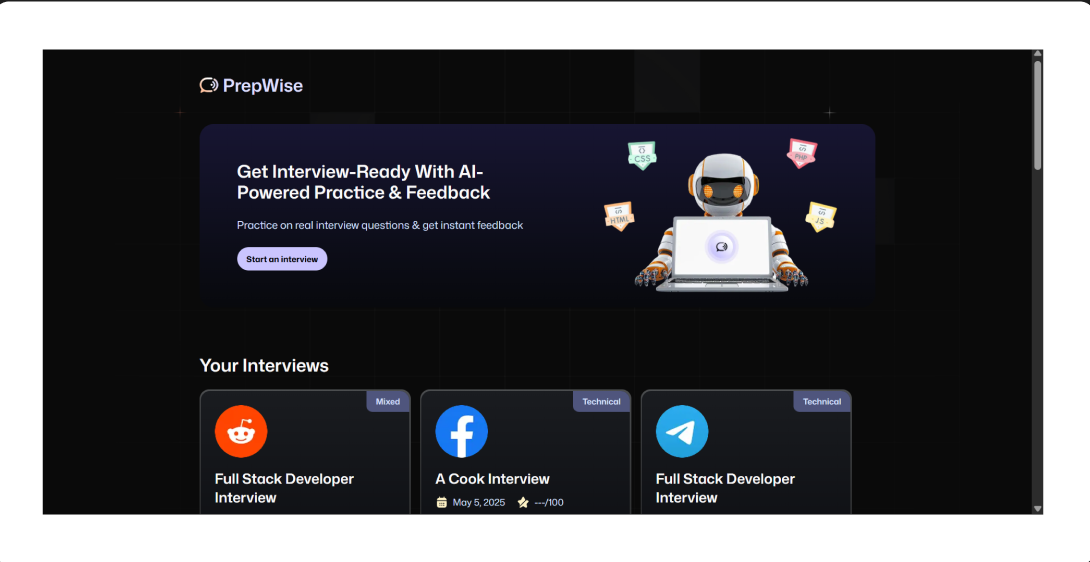 PrepWise
Get Interview-Ready With AI-
Powered Practice & Feedback
Practice on real interview questions & get instant feedback
Start an interview
CSS
PHP
HTML
JS
Your Interviews
Mixed
Full Stack Developer
Interview
Technical
A Cook Interview
May 5, 2025 ---/100
Technical
Full Stack Developer
Interview